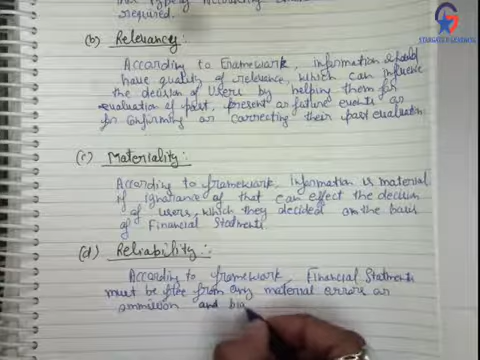 required.
(b) Relevancy :-
According to Framework, information should
have quality of relevance, which can influence
the decision of users by helping them for
evaluation of past, present or future events or
for confirming or correcting their past evaluation.
(c) Materiality :-
According to framework, Information is material
if ignorance of that can effect the decision
of users, which they decided on the basis
of Financial Statments.
(d) Reliability :-
According to framework, Financial Statments
must be free from any material errors or
ommission and bia